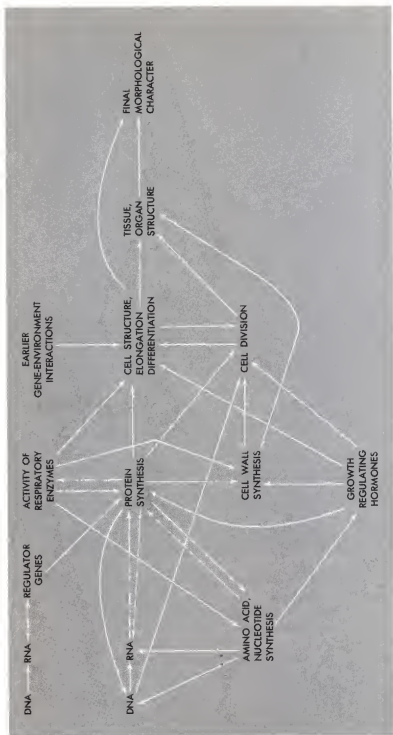 DNA
RNA
REGULATOR
GENES
ACTIVITY OF
RESPIRATORY
ENZYMES
EARLIER
GENE-ENVIRONMENT
INTERACTIONS
DNA
RNA
PROTEIN
SYNTHESIS
CELL STRUCTURE,
ELONGATION
DIFFERENTIATION
TISSUE,
ORGAN
STRUCTURE
FINAL
MORPHOLOGICAL
CHARACTER
AMINO ACID,
NUCLEOTIDE
SYNTHESIS
CELL WALL
SYNTHESIS
CELL DIVISION
GROWTH
REGULATING
HORMONES